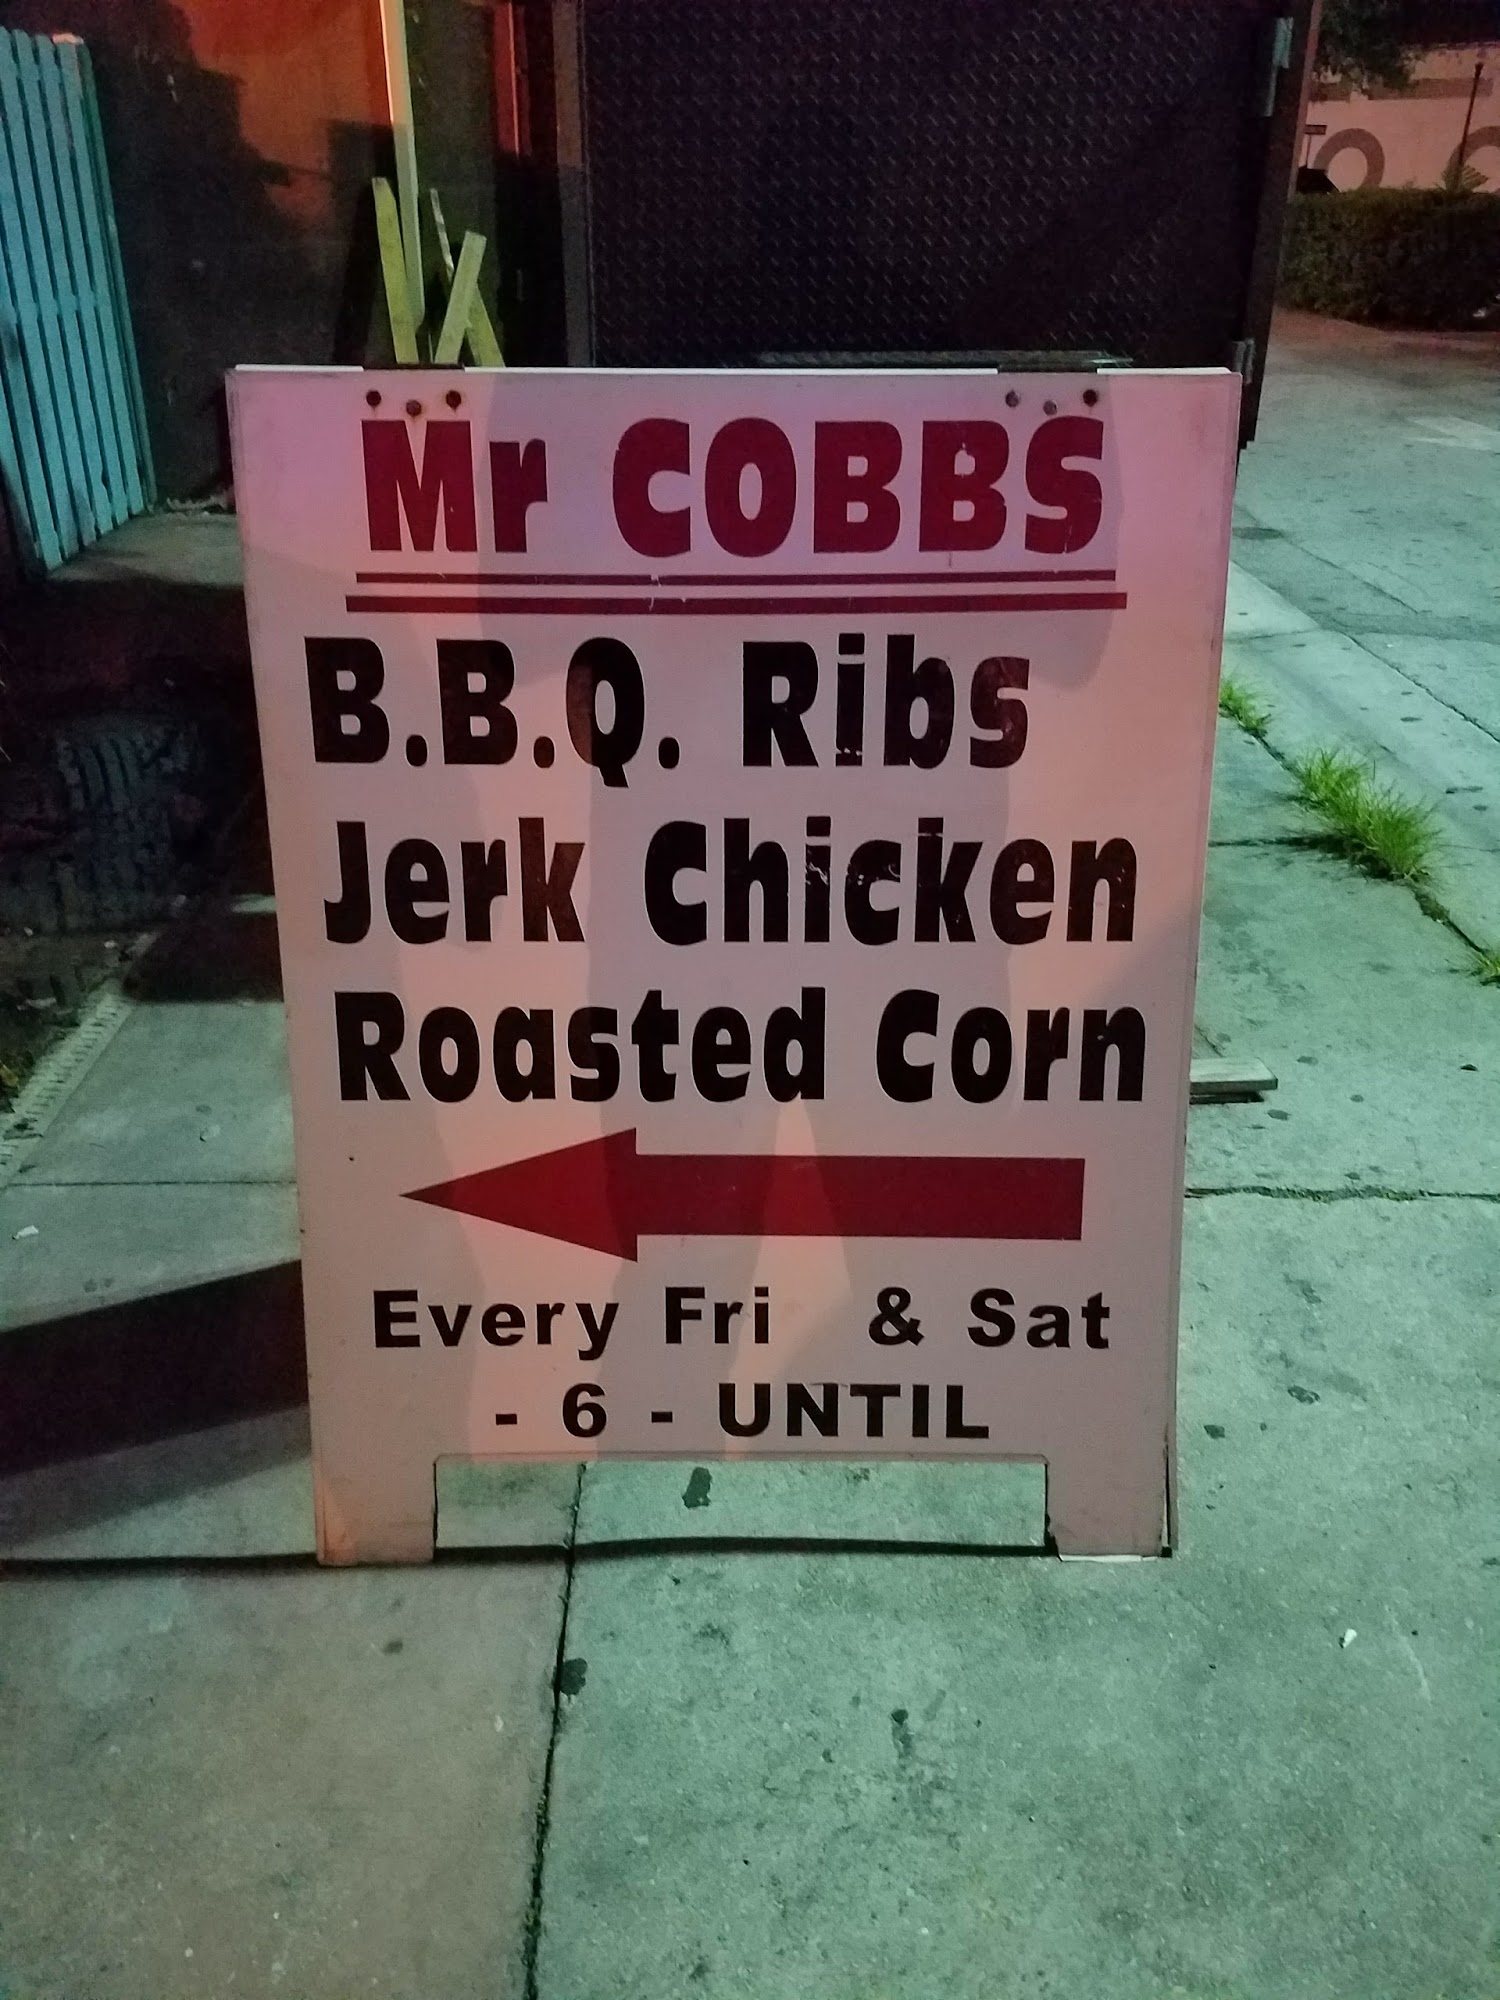 Mr COBBS
B.B.Q. Ribs
Jerk Chicken
Roasted Corn
Every Fri & Sat
- 6 - UNTIL